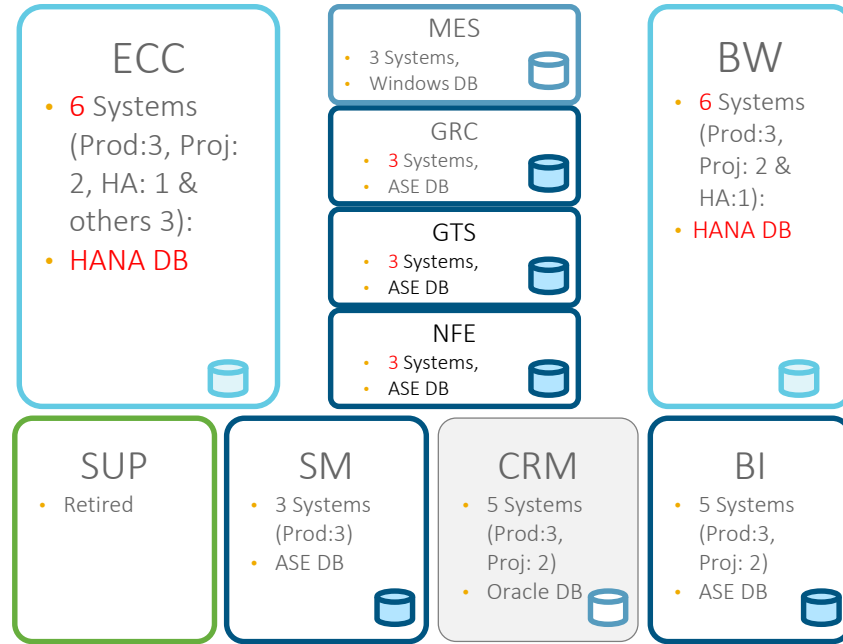 ECC
• 6 Systems
(Prod:3, Proj:
2, HA: 1 &
others 3):
• HANA DB
MES
• 3 Systems,
• Windows DB
GRC
• 3 Systems,
• ASE DB
GTS
• 3 Systems,
• ASE DB
NFE
• 3 Systems,
• ASE DB
BW
• 6 Systems
(Prod:3,
Proj: 2 &
HA:1):
• HANA DB
SUP
• Retired
SM
• 3 Systems
(Prod:3)
• ASE DB
CRM
• 5 Systems
(Prod:3,
Proj: 2)
• Oracle DB
BI
• 5 Systems
(Prod:3,
Proj: 2)
• ASE DB